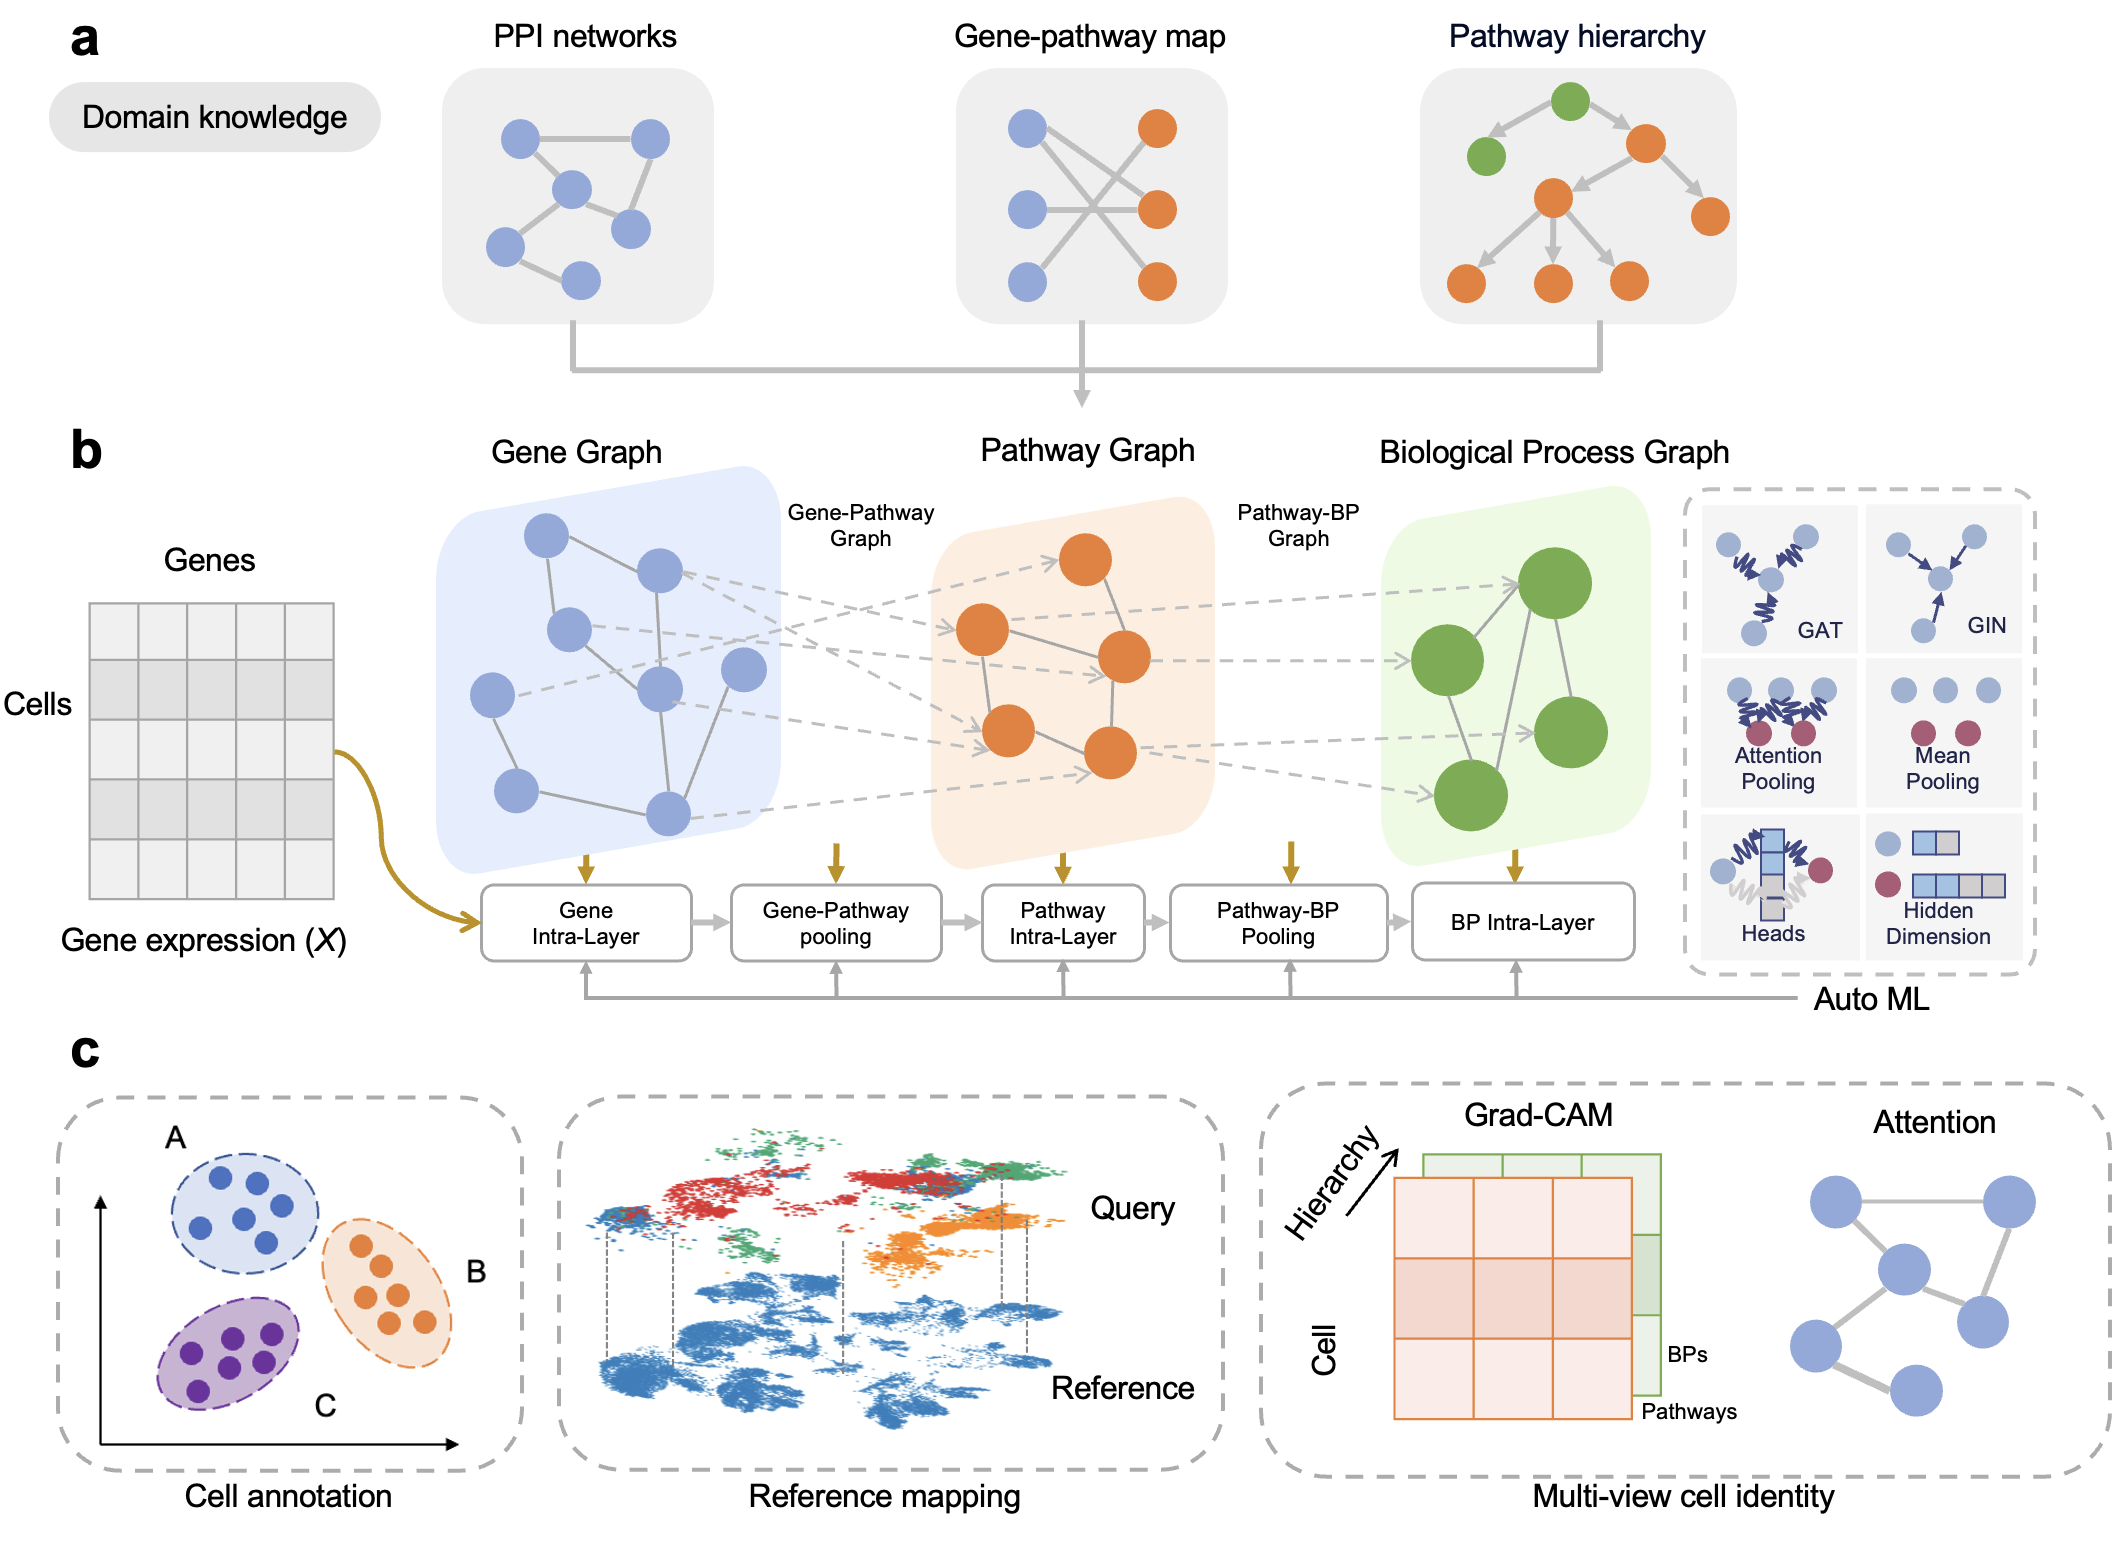 a
PPI networks
Gene-pathway map
Pathway hierarchy
Domain knowledge
b
Gene Graph
Pathway Graph
Biological Process Graph
Gene-Pathway
Graph
Pathway-BP
Graph
Genes
Cells
Gene expression (X)
GAT
GIN
Attention
Pooling
Mean
Pooling
Heads
Hidden
Dimension
Gene
Intra-Layer
Gene-Pathway
pooling
Pathway
Intra-Layer
Pathway-BP
Pooling
BP Intra-Layer
Auto ML
c
A
B
C
Cell annotation
Query
Reference
Reference mapping
Grad-CAM
Attention
Hierarchy
Cell
BPs
Pathways
Multi-view cell identity